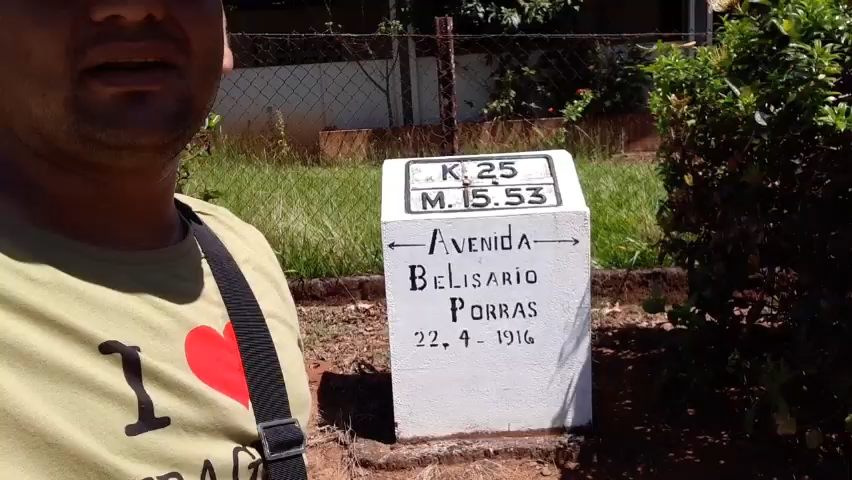 K. 25
M. 15.53
AVENIDA
BELISARIO
PORRAS
22. 4 - 1916
I